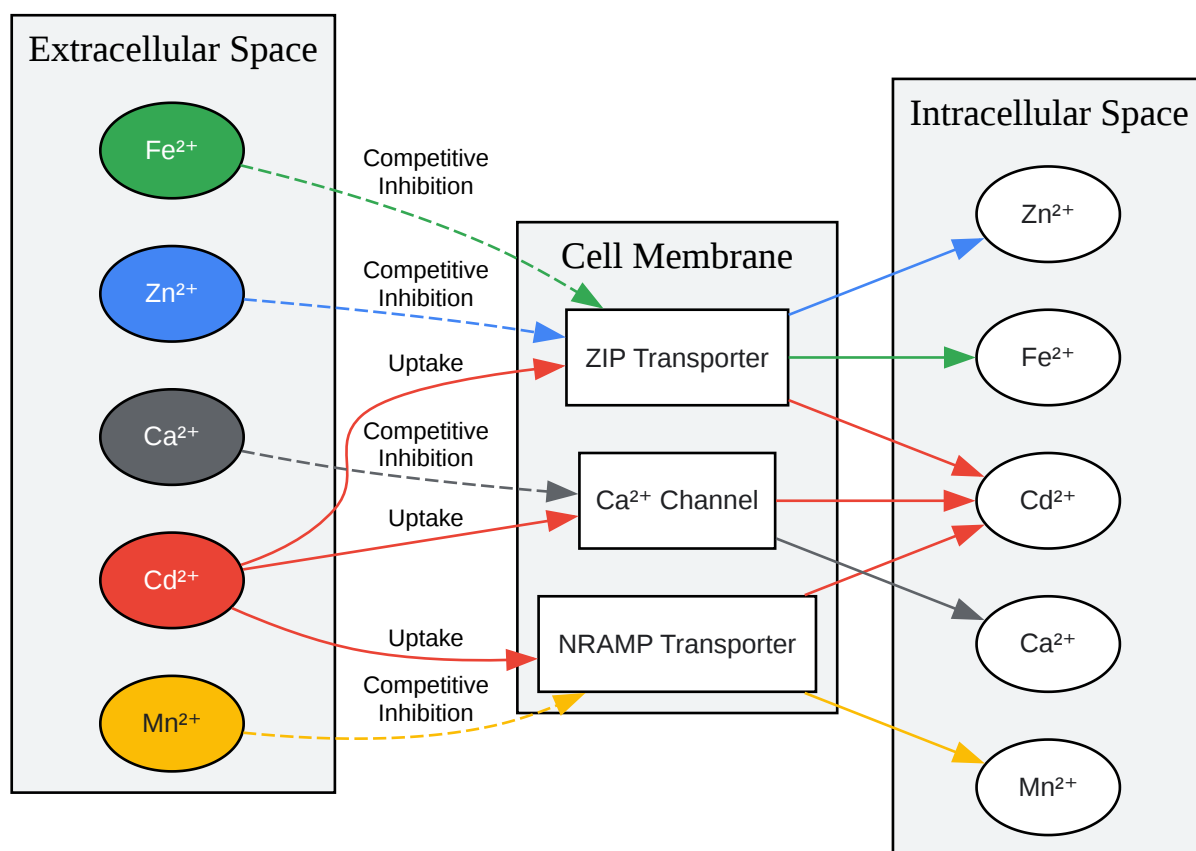 Extracellular Space
Fe²⁺
Zn²⁺
Ca²⁺
Cd²⁺
Mn²⁺
Competitive
Inhibition
Competitive
Inhibition
Uptake
Competitive
Inhibition
Uptake
Uptake
Competitive
Inhibition
Cell Membrane
ZIP Transporter
Ca²⁺ Channel
NRAMP Transporter
Intracellular Space
Zn²⁺
Fe²⁺
Cd²⁺
Ca²⁺
Mn²⁺